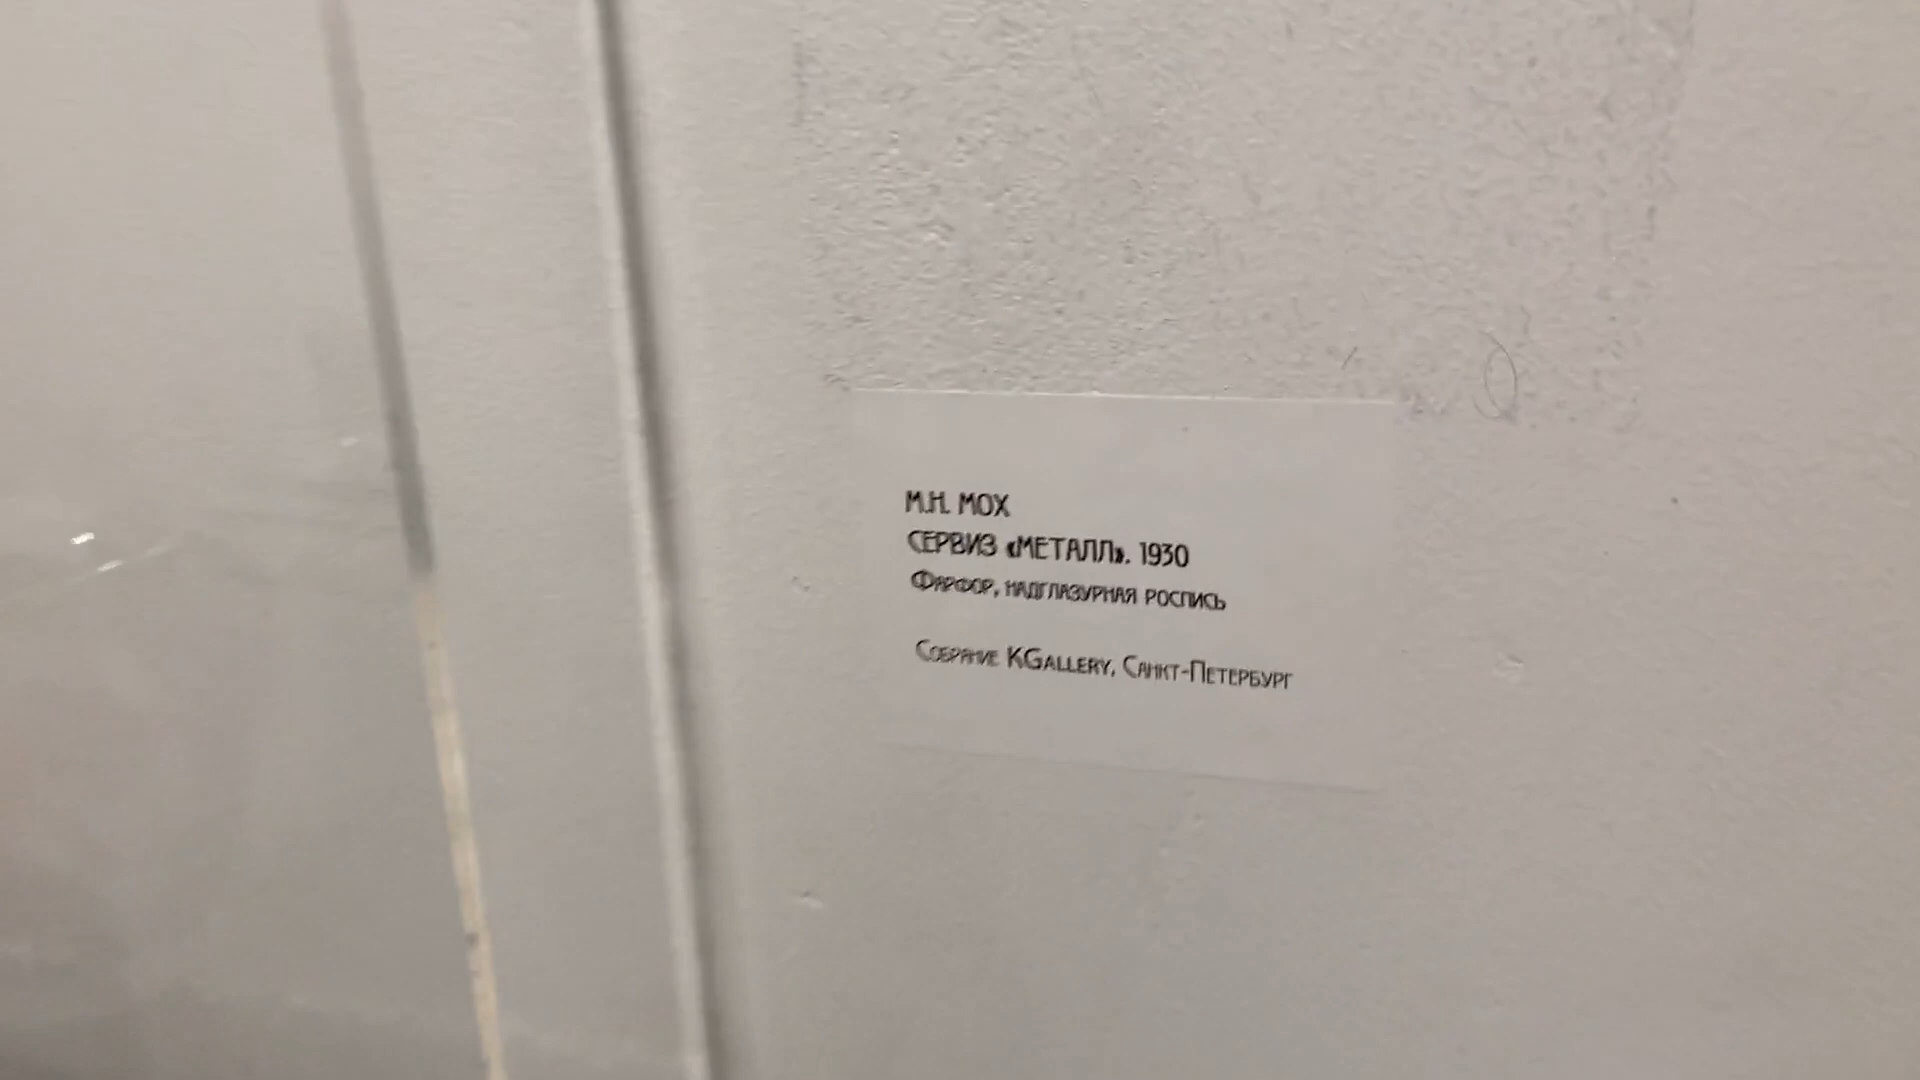 М.Н. МОХ
СЕРВИЗ «МЕТАЛЛ». 1930
Фарфор, надглазурная роспись
Собрание KGallery, Санкт-Петербург